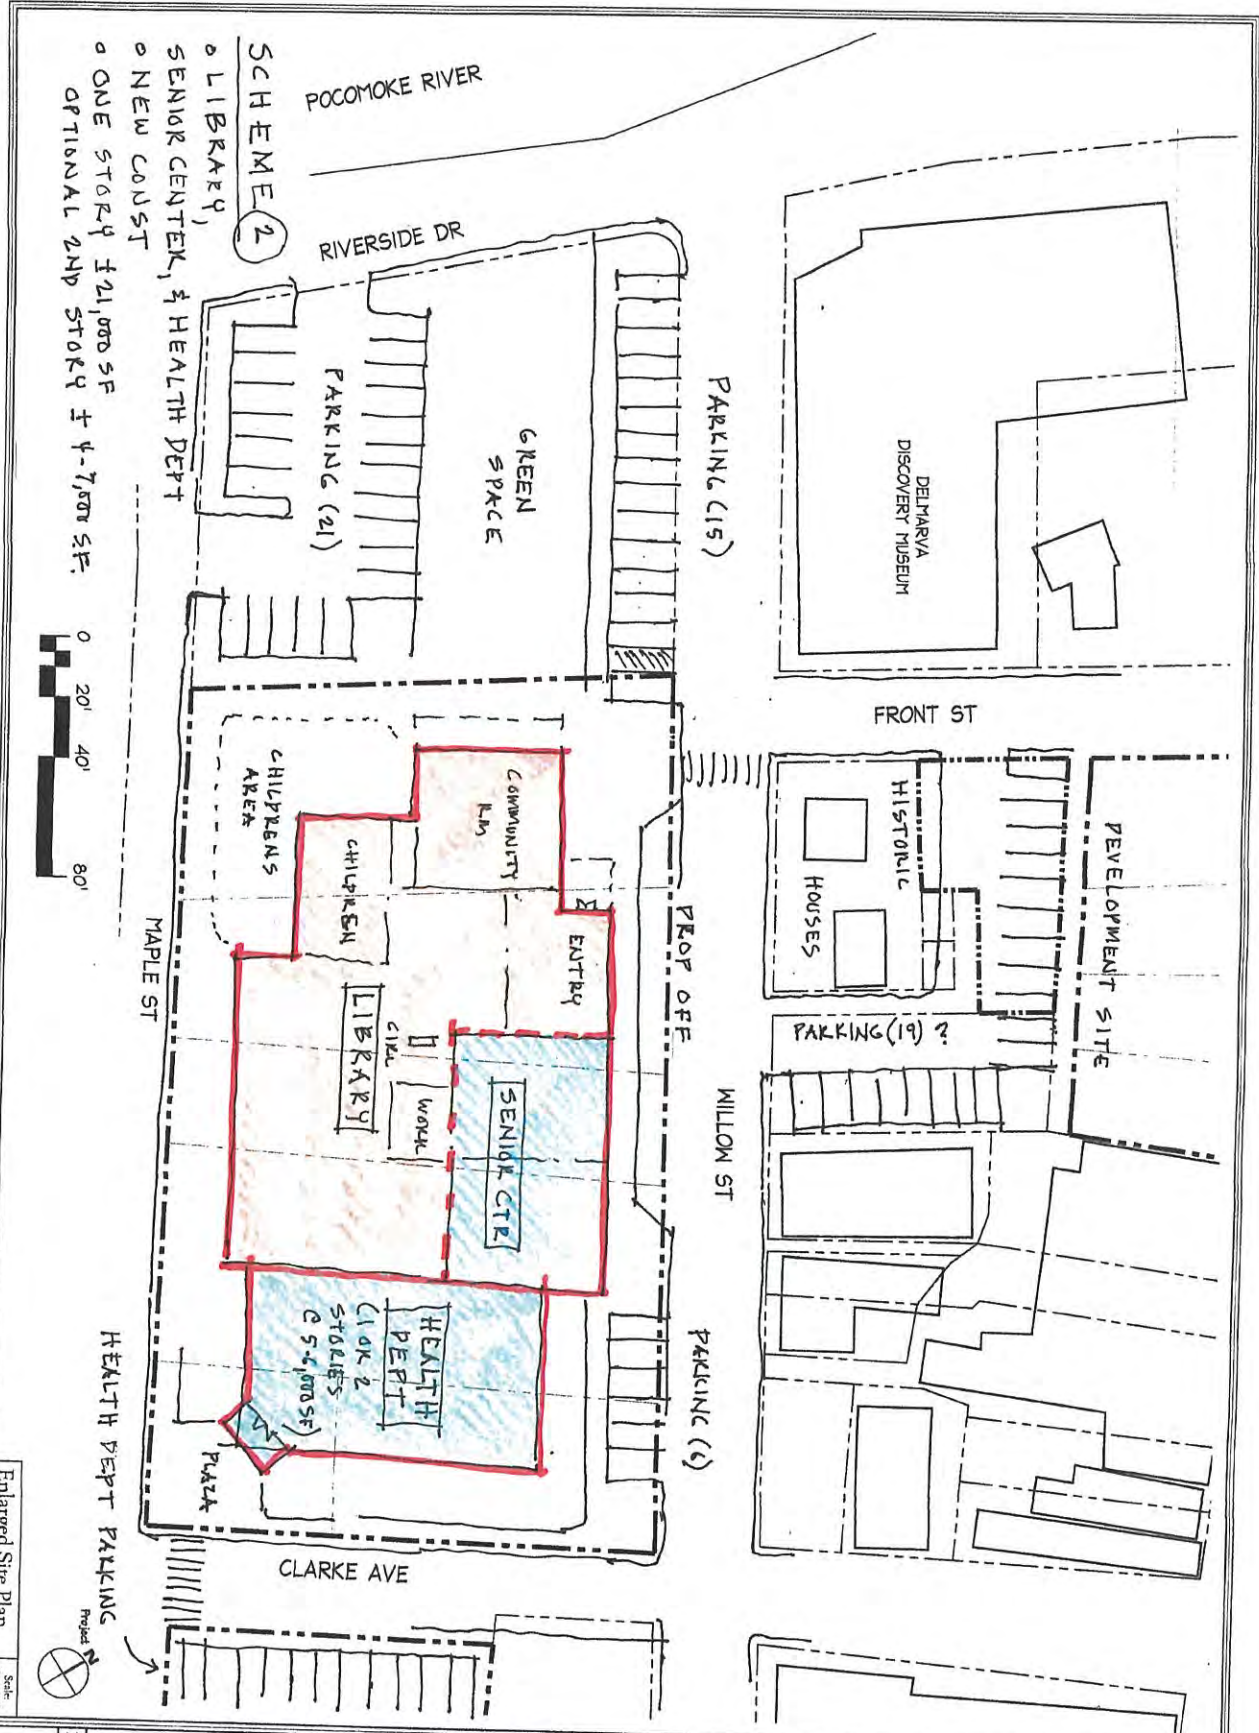 SCHEME 2
o LIBRARY,
SENIOR CENTER, & HEALTH DEPT
o NEW CONST
o ONE STORY ±21,000 SF
OPTIONAL 2ND STORY ± 4-7,000 SF.
POCOMOKE RIVER
RIVERSIDE DR
PARKING (21)
GREEN
SPACE
PARKING (15)
DELMARVA
DISCOVERY MUSEUM
FRONT ST
HISTORIC
HOUSES
DEVELOPMENT SITE
PARKING (19) ?
WILLOW ST
DROP OFF
PARKING (6)
CHILDRENS
AREA
COMMUNITY
RM.
CHILDREN
ENTRY
LIBRARY
CIRC
WORK
SENIOR CTR
HEALTH
DEPT
(1 OR 2
STORIES
@ 5-6,000 SF)
PLAZA
MAPLE ST
CLARKE AVE
HEALTH DEPT PARKING
0 20' 40' 80'
Project N
Enlarged Site Plan
Scale: